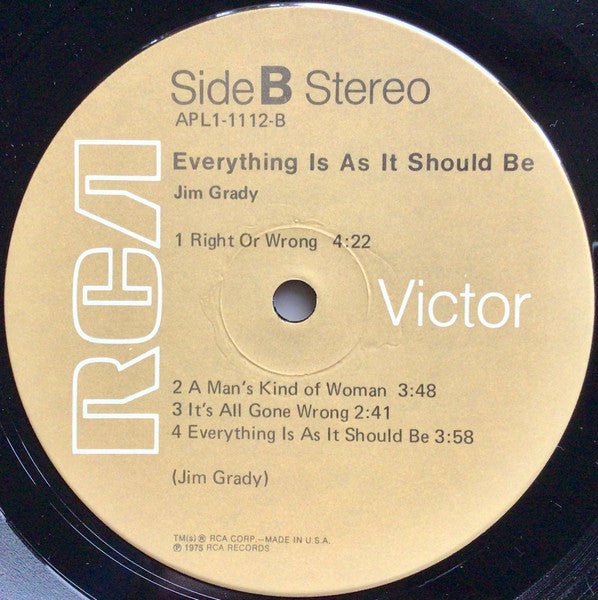 Side B Stereo
APL1-1112-B
Everything Is As It Should Be
Jim Grady
1 Right Or Wrong 4:22
RCA
Victor
2 A Man's Kind of Woman 3:48
3 It's All Gone Wrong 2:41
4 Everything Is As It Should Be 3:58
(Jim Grady)
TM(s) ® RCA CORP.—MADE IN U.S.A.
℗ 1975 RCA RECORDS